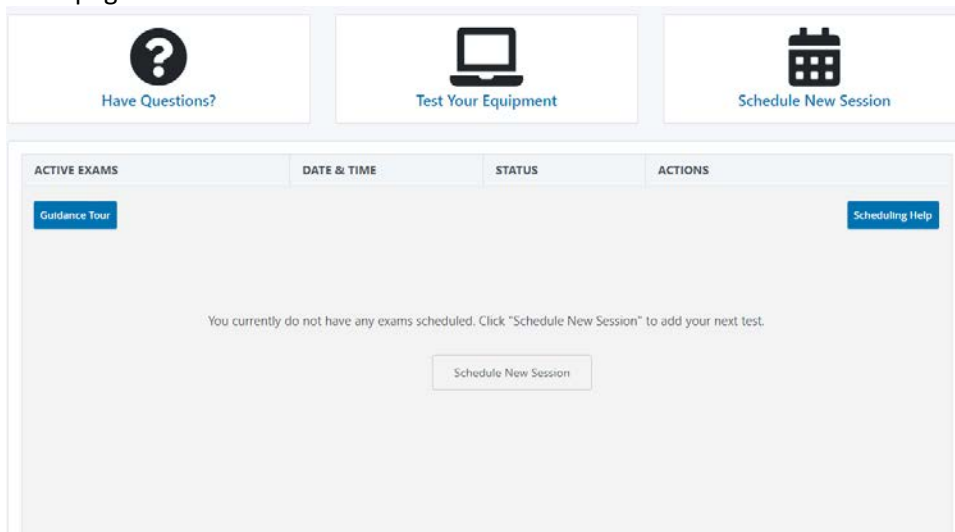 Have Questions?
Test Your Equipment
Schedule New Session
ACTIVE EXAMS DATE & TIME STATUS ACTIONS
Guidance Tour
Scheduling Help
You currently do not have any exams scheduled. Click "Schedule New Session" to add your next test.
Schedule New Session